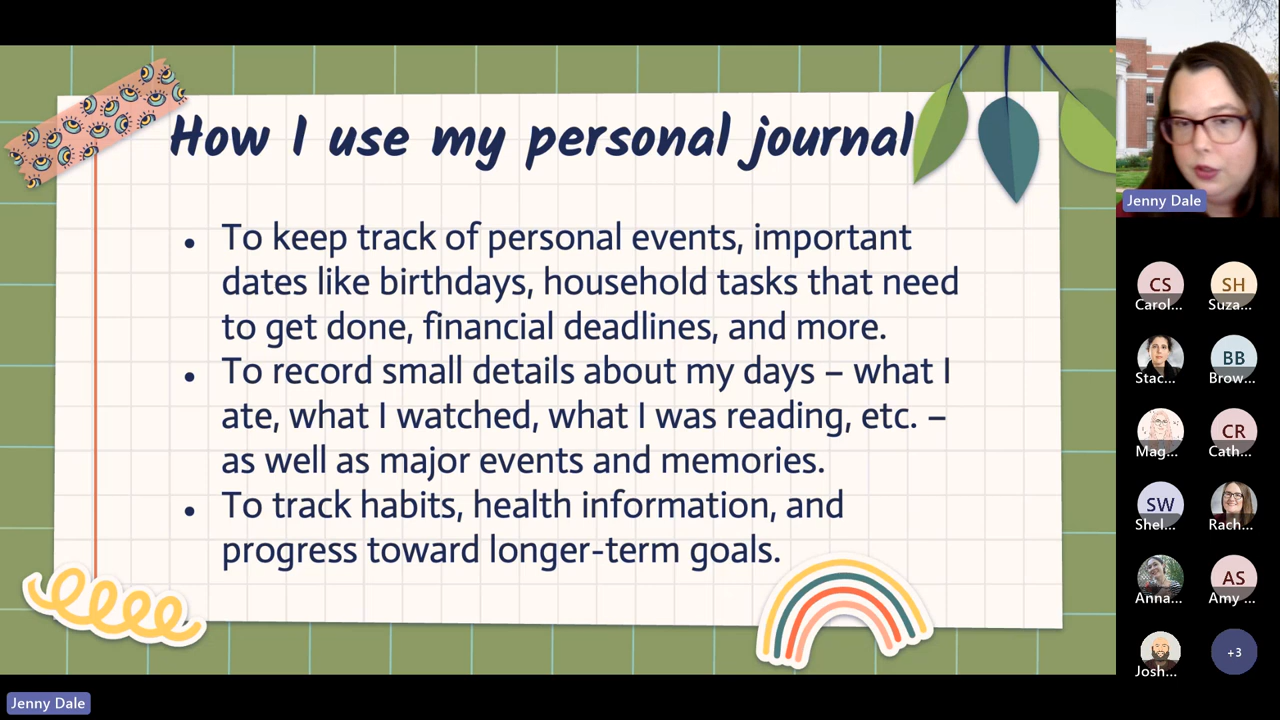 How I use my personal journal
• To keep track of personal events, important
dates like birthdays, household tasks that need
to get done, financial deadlines, and more.
• To record small details about my days – what I
ate, what I watched, what I was reading, etc. –
as well as major events and memories.
• To track habits, health information, and
progress toward longer-term goals.
Jenny Dale
CS
SH
Carol...
Suza...
BB
Stac...
Brow...
CR
Mag...
Cath...
SW
Shel...
Rach...
AS
Anna...
Amy ...
Josh...
+3
Jenny Dale